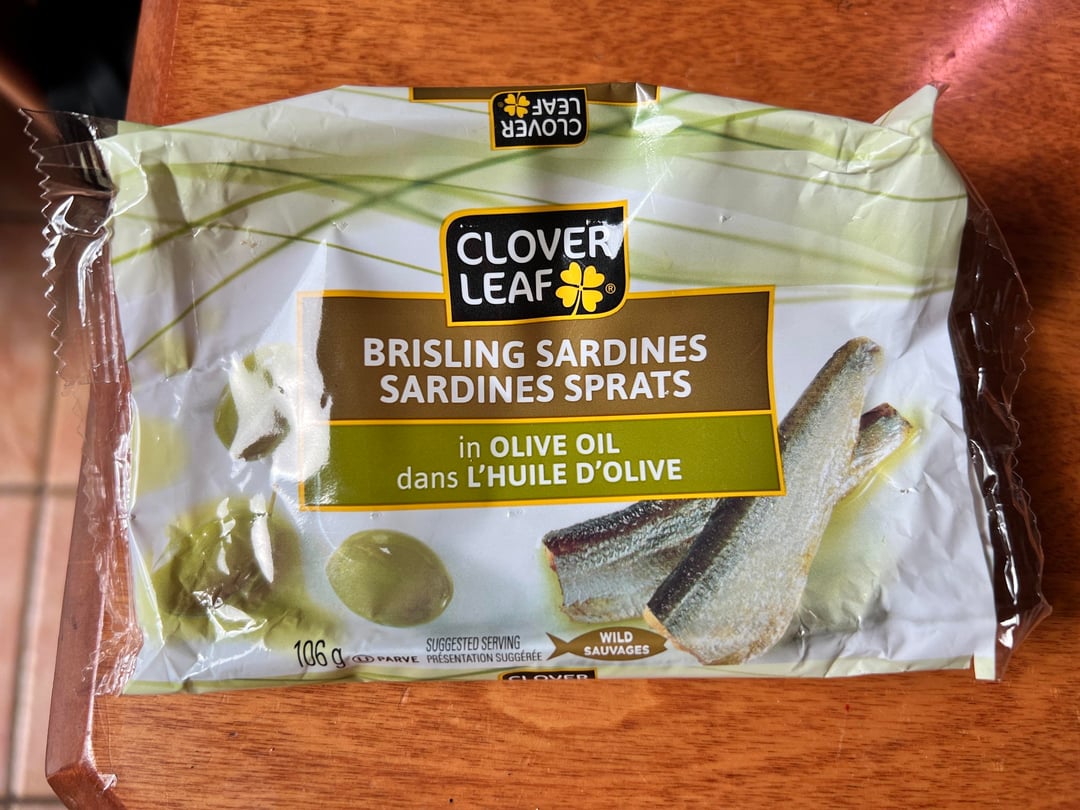 CLOVER
LEAF
CLOVER
LEAF®
BRISLING SARDINES
SARDINES SPRATS
in OLIVE OIL
dans L'HUILE D'OLIVE
106 g
U PARVE
SUGGESTED SERVING
PRÉSENTATION SUGGÉRÉE
WILD
SAUVAGES
CLOVER